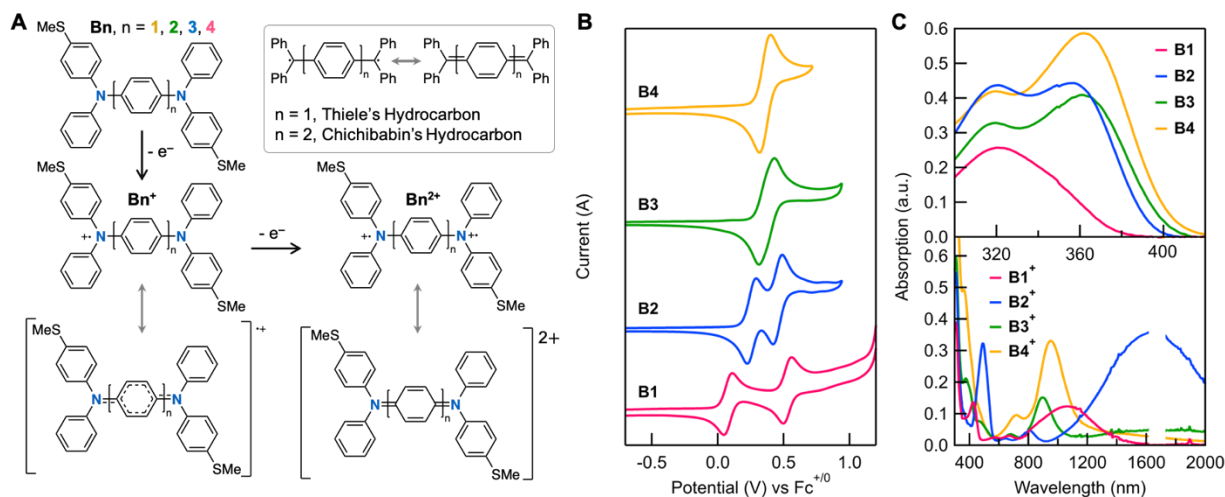 A
Bn, n = 1, 2, 3, 4
MeS
N
n
N
SMe
- e⁻
Ph
Ph
n
Ph
Ph
Ph
Ph
n
Ph
Ph
n = 1, Thiele's Hydrocarbon
n = 2, Chichibabin's Hydrocarbon
Bn⁺
MeS
+•
N
n
N
SMe
- e⁻
Bn²⁺
MeS
+•
N
n
N
+•
SMe
MeS
N
n
N
SMe
•+
MeS
N
n
N
SMe
2+
B
Current (A)
B4
B3
B2
B1
-0.5
0.0
0.5
1.0
Potential (V) vs Fc⁺/⁰
C
Absorption (a.u.)
0.6
0.5
0.4
0.3
0.2
0.1
0.0
B1
B2
B3
B4
320
360
400
0.6
0.5
0.4
0.3
0.2
0.1
0.0
B1⁺
B2⁺
B3⁺
B4⁺
400
800
1200
1600
2000
Wavelength (nm)